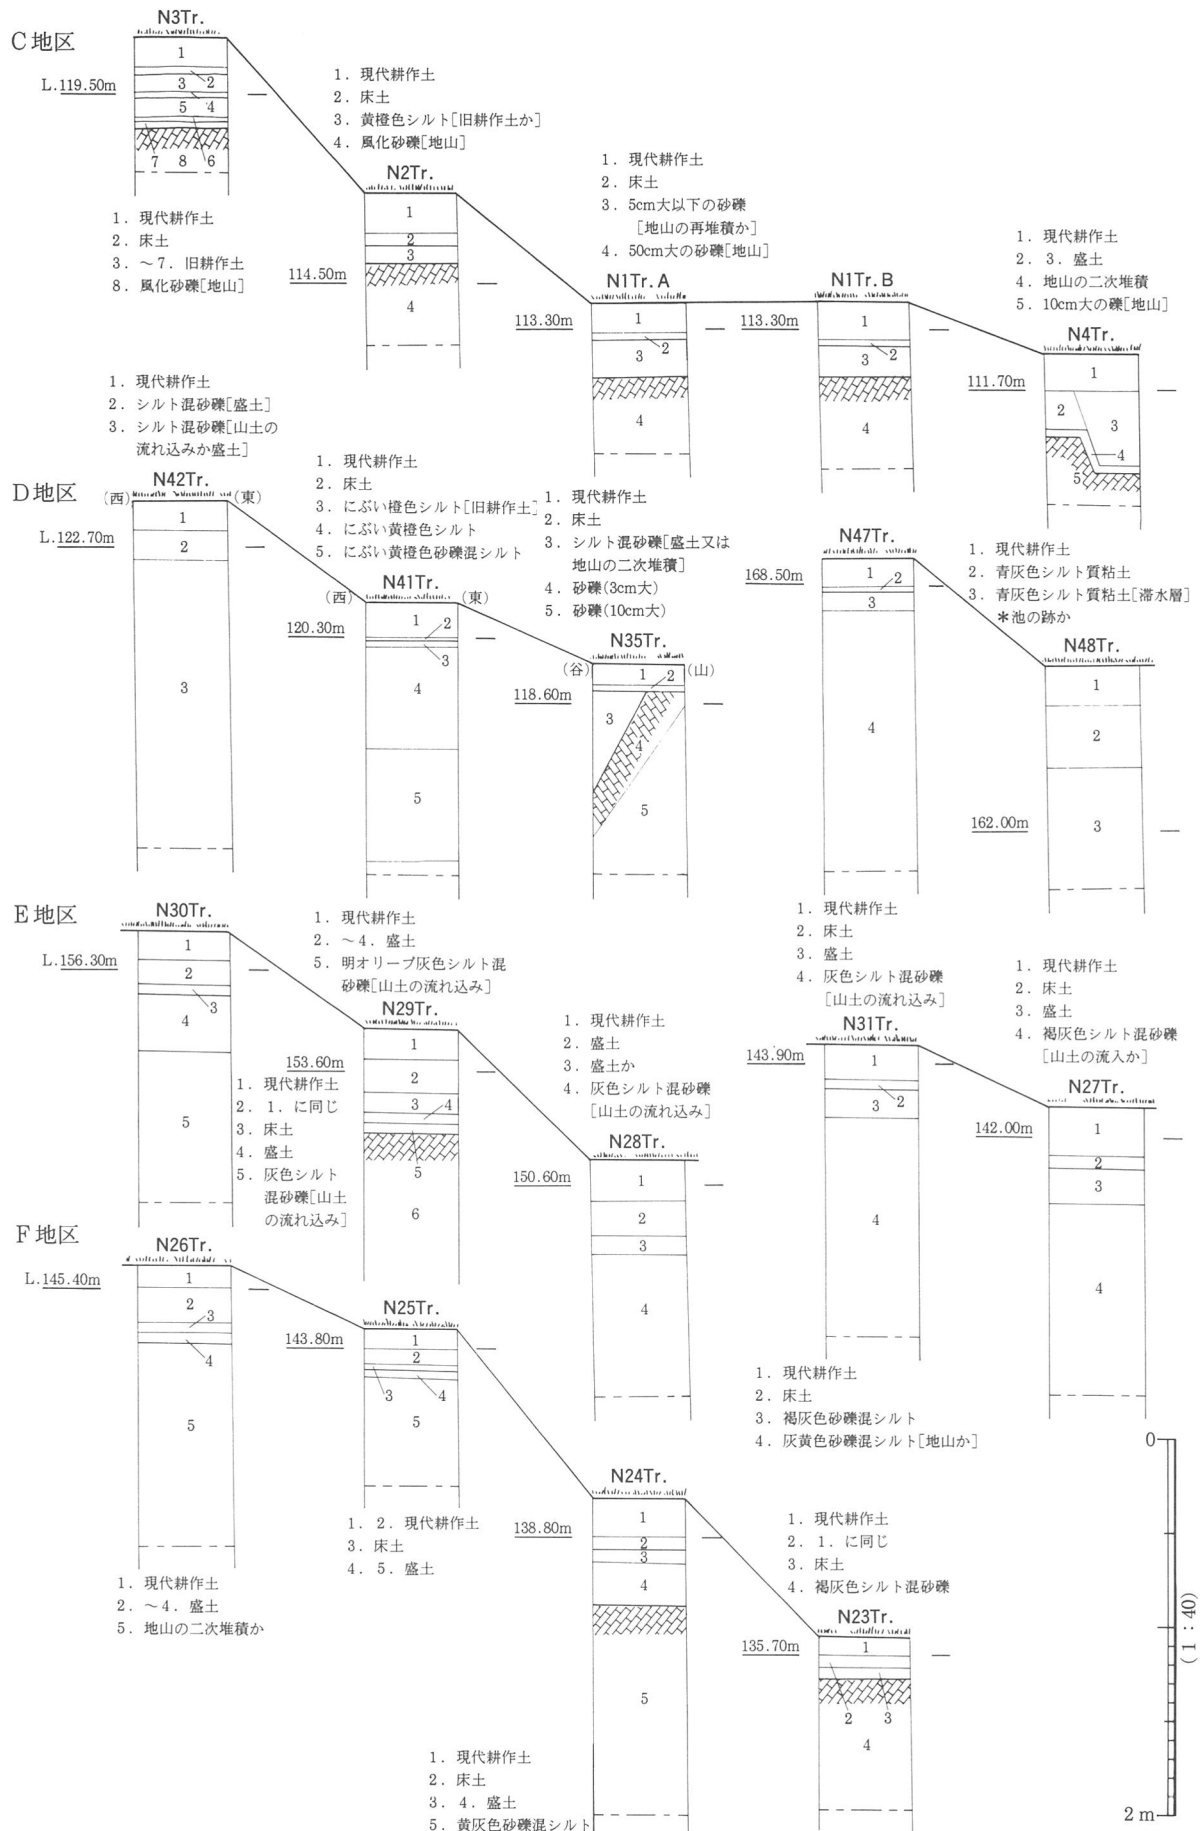 C地区
N3Tr.
L.119.50m
1
2
3
4
5
6
7
8
1. 現代耕作土
2. 床土
3. ～7. 旧耕作土
8. 風化砂礫[地山]
1. 現代耕作土
2. 床土
3. 黄橙色シルト[旧耕作土か]
4. 風化砂礫[地山]
N2Tr.
114.50m
1
2
3
4
1. 現代耕作土
2. 床土
3. 5cm大以下の砂礫
[地山の再堆積か]
4. 50cm大の砂礫[地山]
N1Tr.A
113.30m
1
2
3
4
N1Tr.B
113.30m
1
2
3
4
1. 現代耕作土
2. 3. 盛土
4. 地山の二次堆積
5. 10cm大の礫[地山]
N4Tr.
111.70m
1
2
3
4
5
D地区
1. 現代耕作土
2. シルト混砂礫[盛土]
3. シルト混砂礫[山土の
流れ込みか盛土]
N42Tr.
(西)
(東)
L.122.70m
1
2
3
1. 現代耕作土
2. 床土
3. にぶい橙色シルト[旧耕作土]
4. にぶい黄橙色シルト
5. にぶい黄橙色砂礫混シルト
N41Tr.
(西)
(東)
120.30m
1
2
3
4
5
1. 現代耕作土
2. 床土
3. シルト混砂礫[盛土又は
地山の二次堆積]
4. 砂礫(3cm大)
5. 砂礫(10cm大)
N35Tr.
(谷)
(山)
118.60m
1
2
3
4
5
N47Tr.
168.50m
1
2
3
4
1. 現代耕作土
2. 青灰色シルト質粘土
3. 青灰色シルト質粘土[滞水層]
＊池の跡か
N48Tr.
162.00m
1
2
3
E地区
N30Tr.
L.156.30m
1
2
3
4
5
1. 現代耕作土
2. 1. に同じ
3. 床土
4. 盛土
5. 灰色シルト
混砂礫[山土
の流れ込み]
1. 現代耕作土
2. ～4. 盛土
5. 明オリーブ灰色シルト混
砂礫[山土の流れ込み]
N29Tr.
153.60m
1
2
3
4
5
6
1. 現代耕作土
2. 盛土
3. 盛土か
4. 灰色シルト混砂礫
[山土の流れ込み]
N28Tr.
150.60m
1
2
3
4
1. 現代耕作土
2. 床土
3. 盛土
4. 灰色シルト混砂礫
[山土の流れ込み]
N31Tr.
143.90m
1
2
3
4
1. 現代耕作土
2. 床土
3. 盛土
4. 褐灰色シルト混砂礫
[山土の流入か]
N27Tr.
142.00m
1
2
3
4
F地区
N26Tr.
L.145.40m
1
2
3
4
5
1. 現代耕作土
2. ～4. 盛土
5. 地山の二次堆積か
N25Tr.
143.80m
1
2
3
4
5
1. 2. 現代耕作土
3. 床土
4. 5. 盛土
N24Tr.
138.80m
1
2
3
4
5
1. 現代耕作土
2. 床土
3. 4. 盛土
5. 黄灰色砂礫混シルト
1. 現代耕作土
2. 床土
3. 褐灰色砂礫混シルト
4. 灰黄色砂礫混シルト[地山か]
1. 現代耕作土
2. 1. に同じ
3. 床土
4. 褐灰色シルト混砂礫
N23Tr.
135.70m
1
2
3
4
0
(1：40)
2m